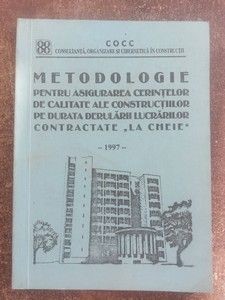 COCC
CONSULTANȚĂ, ORGANIZARE ȘI CIBERNETICĂ ÎN CONSTRUCȚII
METODOLOGIE
PENTRU ASIGURAREA CERINȚELOR
DE CALITATE ALE CONSTRUCȚIILOR
PE DURATA DERULĂRII LUCRĂRILOR
CONTRACTATE „LA CHEIE"
- 1997 -